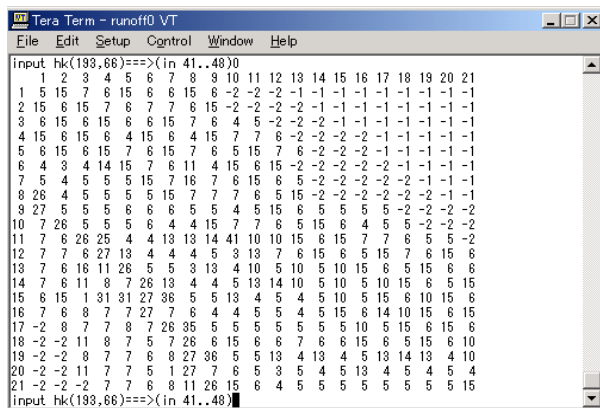 Tera Term - runoff0 VT
File Edit Setup Control Window Help
input hk(193,66)===>(in 41..48)0
1 2 3 4 5 6 7 8 9 10 11 12 13 14 15 16 17 18 19 20 21
1 5 15 7 6 15 6 6 15 6 -2 -2 -2 -1 -1 -1 -1 -1 -1 -1 -1 -1
2 15 6 15 7 6 7 7 6 15 -2 -2 -2 -2 -1 -1 -1 -1 -1 -1 -1 -1
3 6 15 6 15 6 6 15 7 6 4 5 -2 -2 -2 -1 -1 -1 -1 -1 -1 -1
4 15 6 15 6 4 15 6 4 15 7 7 6 -2 -2 -2 -2 -1 -1 -1 -1 -1
5 6 15 6 15 7 6 15 7 6 5 15 7 6 -2 -2 -2 -2 -1 -1 -1 -1
6 4 3 4 14 15 7 6 11 4 15 6 15 -2 -2 -2 -2 -2 -1 -1 -1 -1
7 5 4 5 5 5 15 7 16 7 6 15 6 5 -2 -2 -2 -2 -2 -1 -1 -1
8 26 4 5 5 5 5 15 7 7 7 6 5 15 -2 -2 -2 -2 -2 -2 -1 -1
9 27 5 5 5 6 6 6 5 5 4 5 15 6 5 5 5 5 -2 -2 -2 -2
10 7 26 5 5 5 6 4 4 15 7 7 6 5 15 6 4 5 5 -2 -2 -2
11 7 6 26 25 4 4 13 13 14 41 10 10 15 6 15 7 7 6 5 5 -2
12 7 7 6 27 13 4 4 4 5 3 13 7 6 15 6 5 15 7 6 15 6
13 7 6 16 11 26 5 5 3 13 4 10 5 10 5 10 15 6 5 15 6 6
14 7 6 11 8 7 26 13 4 4 5 13 14 10 5 10 5 10 15 6 5 15
15 6 15 1 31 31 27 36 5 5 13 4 5 4 5 10 5 15 6 10 15 6
16 7 6 8 7 7 27 7 6 4 4 5 5 4 5 15 6 14 10 15 6 15
17 -2 8 7 7 8 7 26 35 5 5 5 5 5 5 5 10 5 15 6 15 6
18 -2 -2 11 8 7 5 7 26 6 15 6 6 7 6 6 15 6 5 15 6 10
19 -2 -2 8 7 7 6 8 27 36 5 5 13 4 13 4 5 13 14 13 4 10
20 -2 -2 11 7 7 5 1 27 7 6 5 3 5 4 5 13 4 5 4 5 4
21 -2 -2 -2 7 7 6 8 11 26 15 6 4 5 5 5 5 5 5 5 5 15
input hk(193,66)===>(in 41..48)